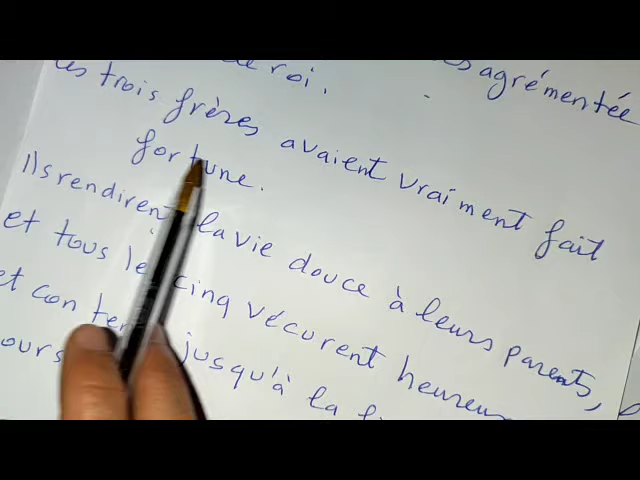 roi. agrémentée
trois frères avaient vraiment fait
fortune.
Ils rendirent la vie douce à leurs parents,
et tous les cinq vécurent heureux
et con jusqu'à la